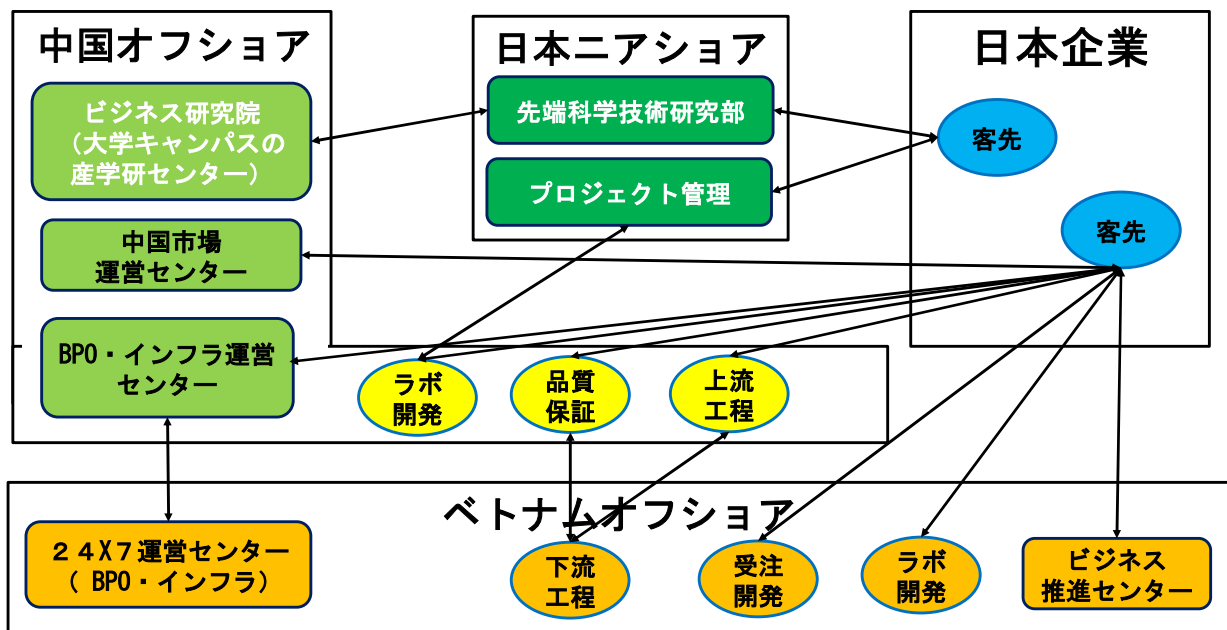 中国オフショア
ビジネス研究院
（大学キャンパスの
産学研センター）
中国市場
運営センター
BPO・インフラ運営
センター
日本ニアショア
先端科学技術研究部
プロジェクト管理
日本企業
客先
客先
ラボ
開発
品質
保証
上流
工程
ベトナムオフショア
２４X７運営センター
（ BPO・インフラ）
下流
工程
受注
開発
ラボ
開発
ビジネス
推進センター